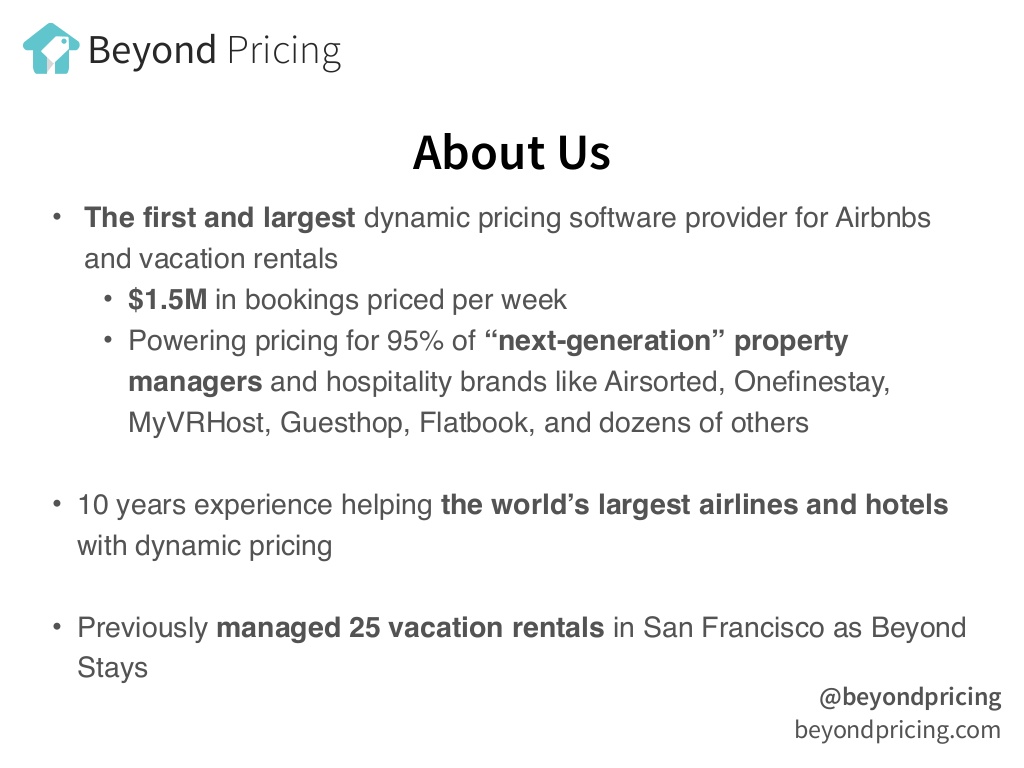 Beyond Pricing
About Us
• The first and largest dynamic pricing software provider for Airbnbs
and vacation rentals
• $1.5M in bookings priced per week
• Powering pricing for 95% of “next-generation” property
managers and hospitality brands like Airsorted, Onefinestay,
MyVRHost, Guesthop, Flatbook, and dozens of others
• 10 years experience helping the world’s largest airlines and hotels
with dynamic pricing
• Previously managed 25 vacation rentals in San Francisco as Beyond
Stays
@beyondpricing
beyondpricing.com